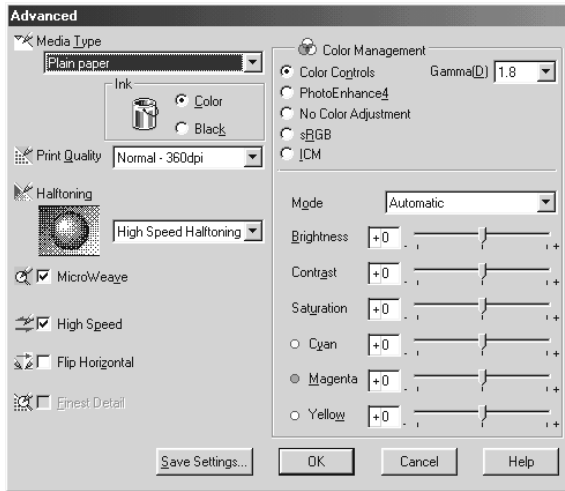 Advanced
Media Type
Plain paper
Ink
Color
Black
Print Quality
Normal - 360dpi
Halftoning
High Speed Halftoning
MicroWeave
High Speed
Flip Horizontal
Finest Detail
Color Management
Color Controls
Gamma(D) 1.8
PhotoEnhance4
No Color Adjustment
sRGB
ICM
Mode
Automatic
Brightness +0 - +
Contrast +0 - +
Saturation +0 - +
Cyan +0 - +
Magenta +0 - +
Yellow +0 - +
Save Settings...
OK
Cancel
Help